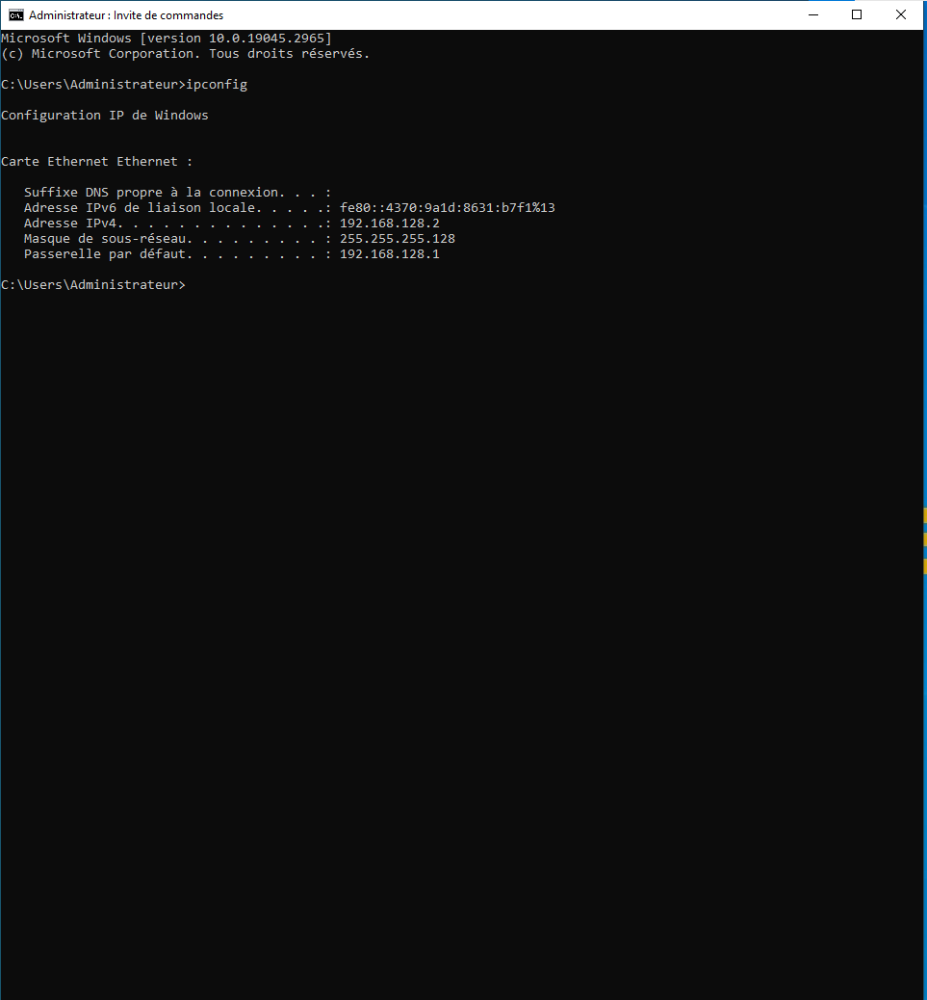 Administrateur : Invite de commandes
Microsoft Windows [version 10.0.19045.2965]
(c) Microsoft Corporation. Tous droits réservés.
C:\Users\Administrateur>ipconfig
Configuration IP de Windows
Carte Ethernet Ethernet :
Suffixe DNS propre à la connexion. . . :
Adresse IPv6 de liaison locale. . . . .: fe80::4370:9a1d:8631:b7f1%13
Adresse IPv4. . . . . . . . . . . . . .: 192.168.128.2
Masque de sous-réseau. . . . . . . . . : 255.255.255.128
Passerelle par défaut. . . . . . . . . : 192.168.128.1
C:\Users\Administrateur>